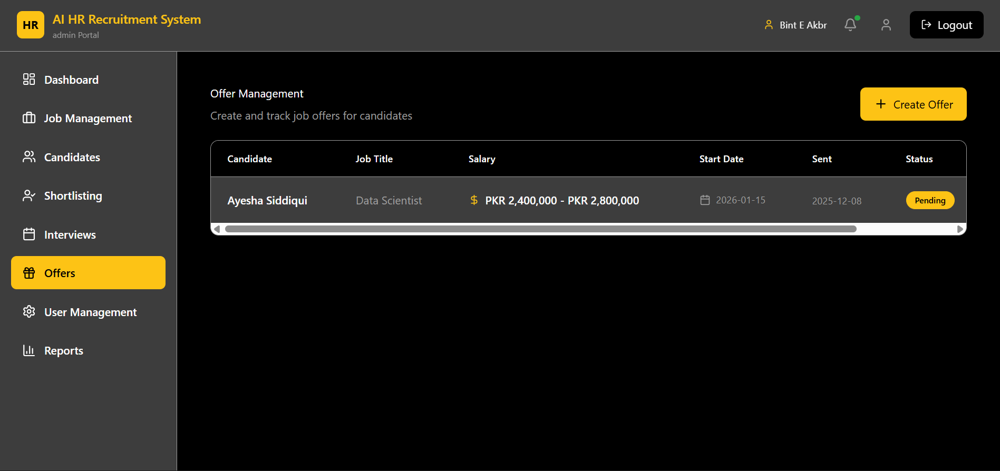 HR
AI HR Recruitment System
admin Portal
Bint E Akbr
Logout
Dashboard
Job Management
Candidates
Shortlisting
Interviews
Offers
User Management
Reports
Offer Management
Create and track job offers for candidates
Create Offer
Candidate Job Title Salary Start Date Sent Status
Ayesha Siddiqui Data Scientist $ PKR 2,400,000 - PKR 2,800,000 2026-01-15 2025-12-08 Pending